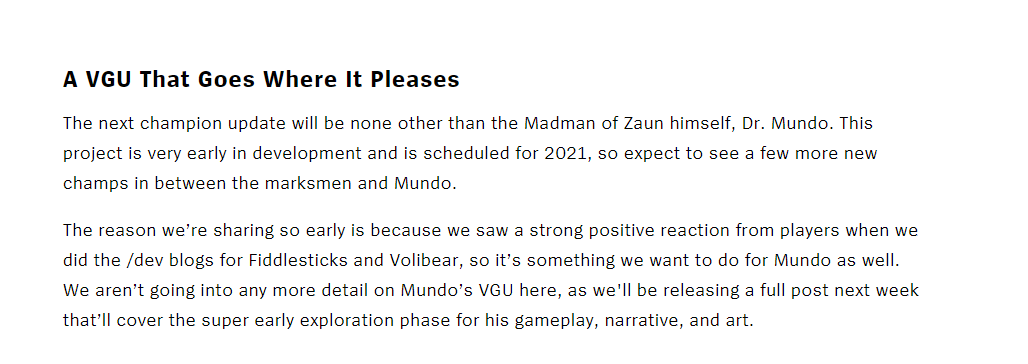 A VGU That Goes Where It Pleases
The next champion update will be none other than the Madman of Zaun himself, Dr. Mundo. This
project is very early in development and is scheduled for 2021, so expect to see a few more new
champs in between the marksmen and Mundo.
The reason we’re sharing so early is because we saw a strong positive reaction from players when we
did the /dev blogs for Fiddlesticks and Volibear, so it’s something we want to do for Mundo as well.
We aren’t going into any more detail on Mundo’s VGU here, as we'll be releasing a full post next week
that’ll cover the super early exploration phase for his gameplay, narrative, and art.